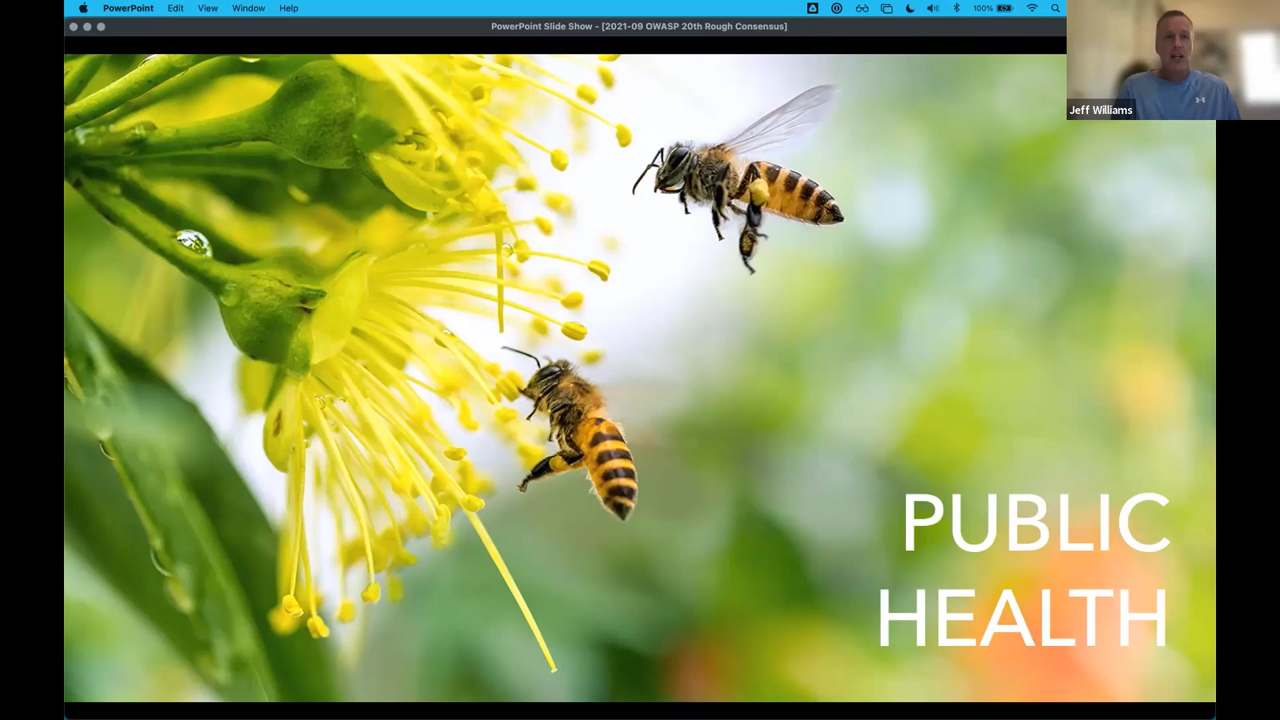 PowerPoint Edit View Window Help
100%
PowerPoint Slide Show - [2021-09 OWASP 20th Rough Consensus]
Jeff Williams
PUBLIC
HEALTH